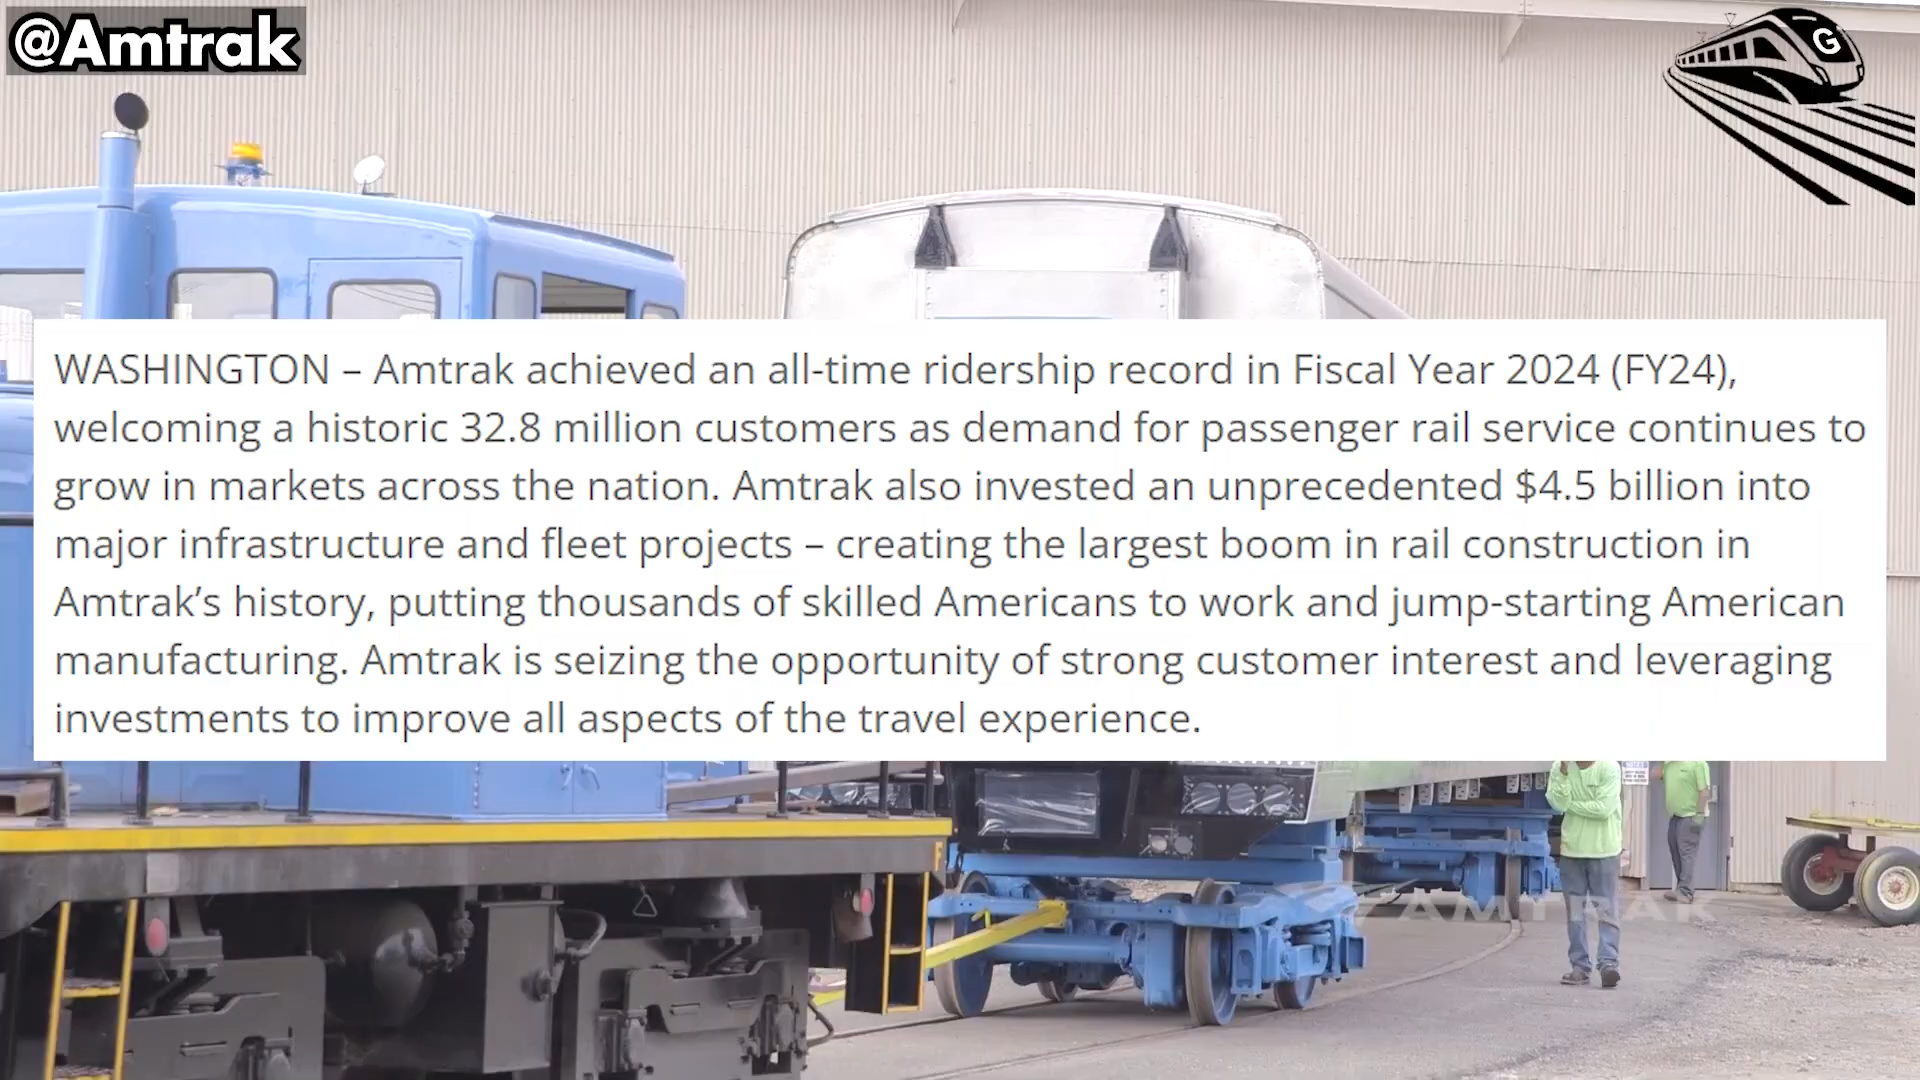 @Amtrak
G
WASHINGTON – Amtrak achieved an all-time ridership record in Fiscal Year 2024 (FY24),
welcoming a historic 32.8 million customers as demand for passenger rail service continues to
grow in markets across the nation. Amtrak also invested an unprecedented $4.5 billion into
major infrastructure and fleet projects – creating the largest boom in rail construction in
Amtrak’s history, putting thousands of skilled Americans to work and jump-starting American
manufacturing. Amtrak is seizing the opportunity of strong customer interest and leveraging
investments to improve all aspects of the travel experience.
AMTRAK